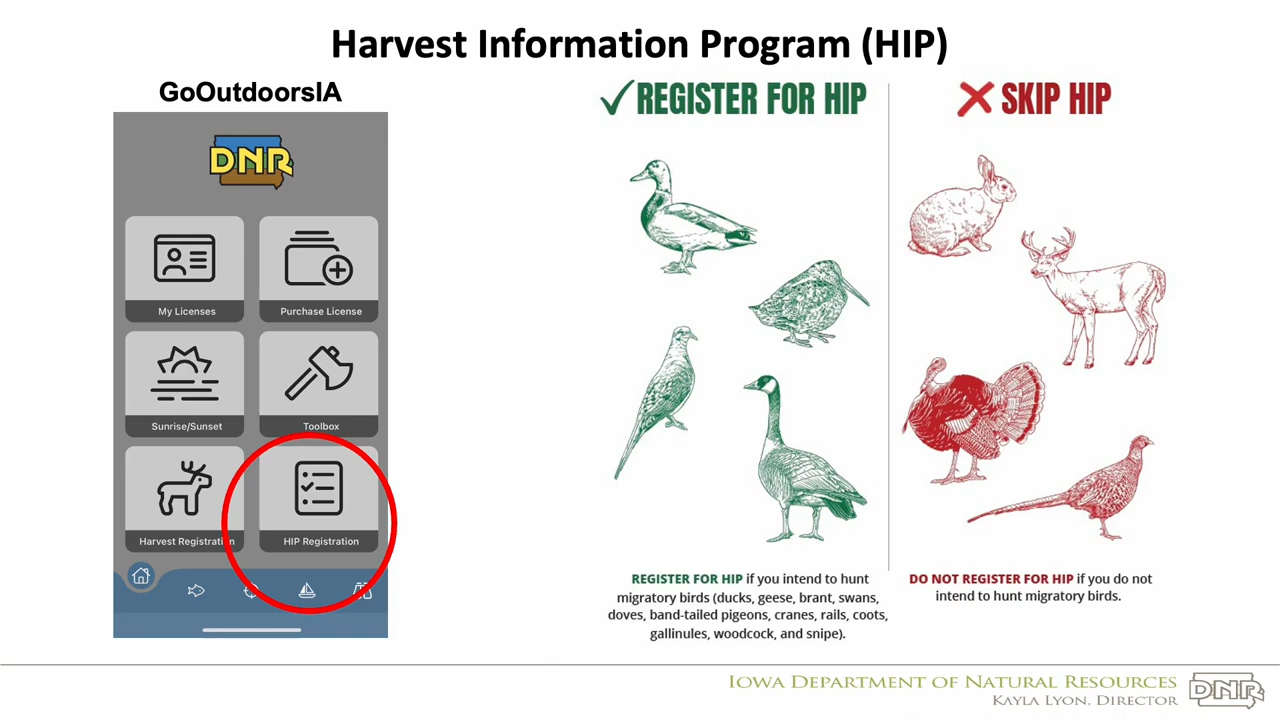 Harvest Information Program (HIP)
GoOutdoorsIA
DNR
My Licenses
Purchase License
Sunrise/Sunset
Toolbox
Harvest Registration
HIP Registration
REGISTER FOR HIP
SKIP HIP
REGISTER FOR HIP if you intend to hunt
migratory birds (ducks, geese, brant, swans,
doves, band-tailed pigeons, cranes, rails, coots,
gallinules, woodcock, and snipe).
DO NOT REGISTER FOR HIP if you do not
intend to hunt migratory birds.
IOWA DEPARTMENT OF NATURAL RESOURCES
KAYLA LYON, DIRECTOR
DNR